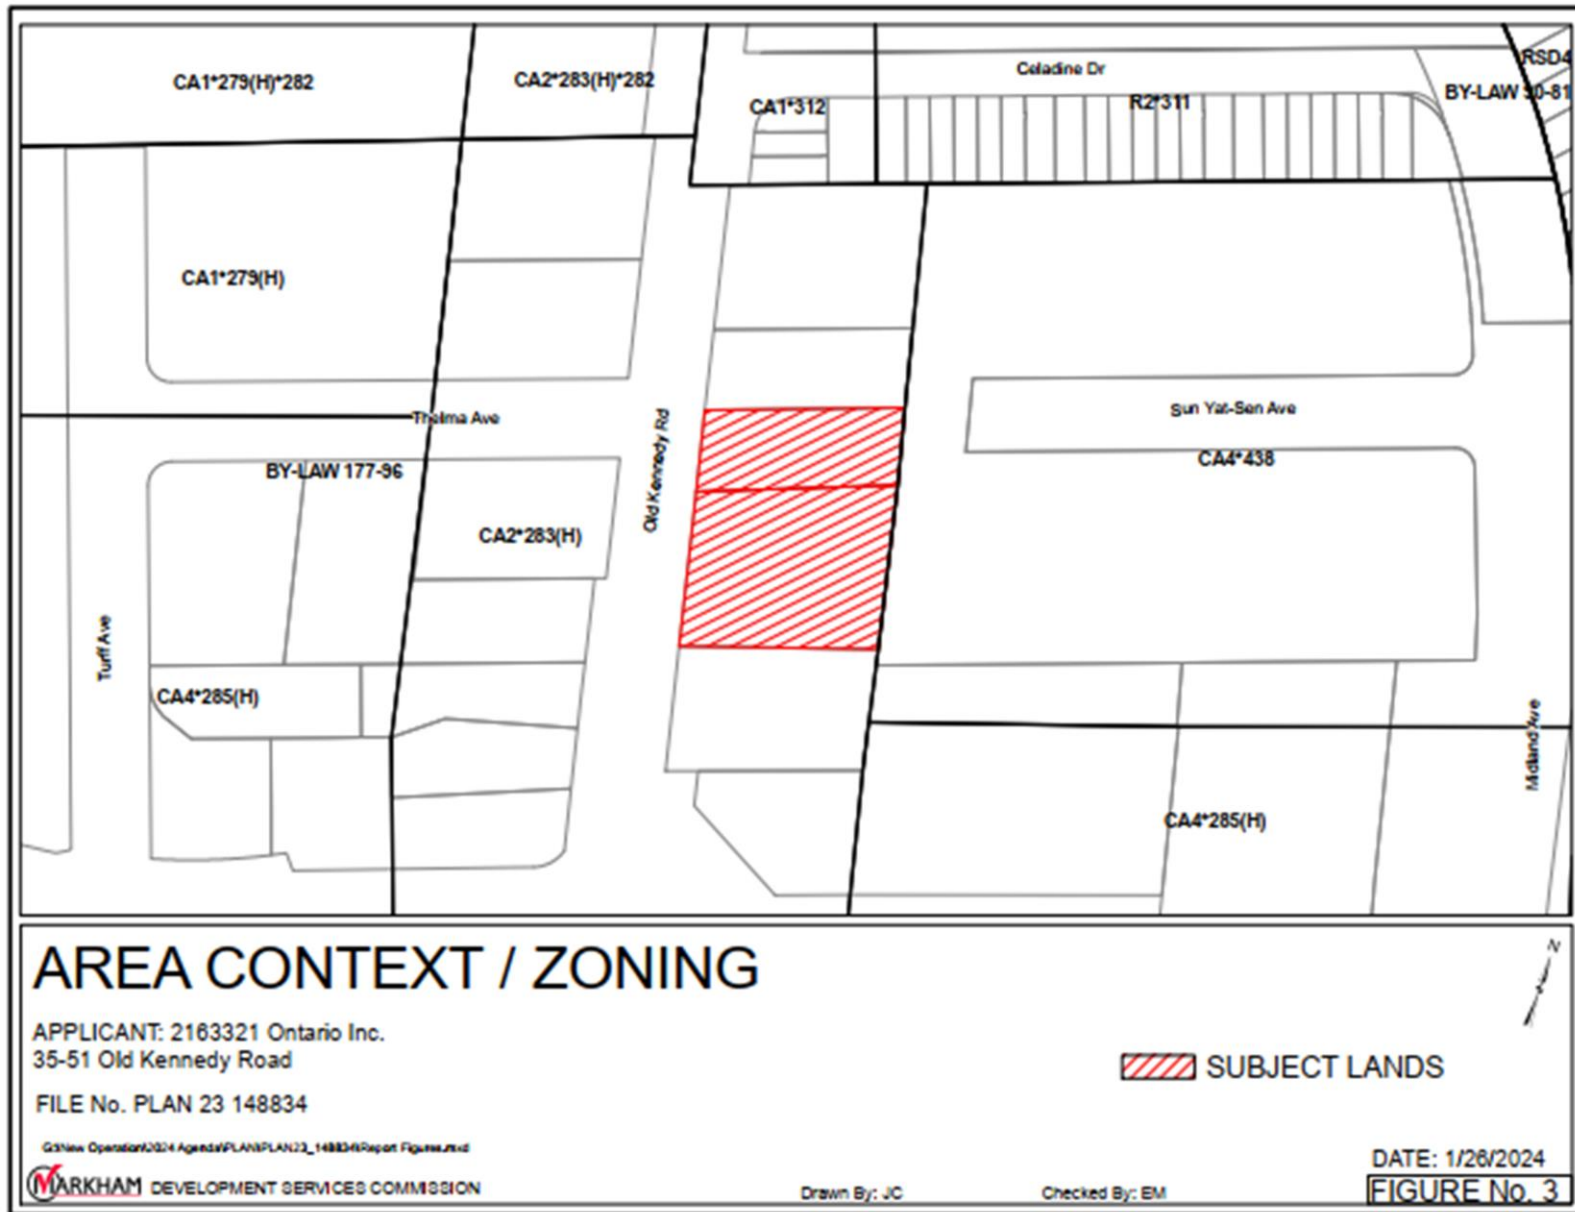 CA1*279(H)*282
CA2*283(H)*282
CA1*312
Celadine Dr
R2*311
RSD4
BY-LAW 90-81
CA1*279(H)
Thelma Ave
BY-LAW 177-96
CA2*283(H)
Old Kennedy Rd
Sun Yat-Sen Ave
CA4*438
Turff Ave
CA4*285(H)
Midland Ave
CA4*285(H)
AREA CONTEXT / ZONING
APPLICANT: 2163321 Ontario Inc.
35-51 Old Kennedy Road
FILE No. PLAN 23 148834
N
SUBJECT LANDS
MARKHAM DEVELOPMENT SERVICES COMMISSION
Drawn By: JC
Checked By: EM
DATE: 1/26/2024
FIGURE No. 3